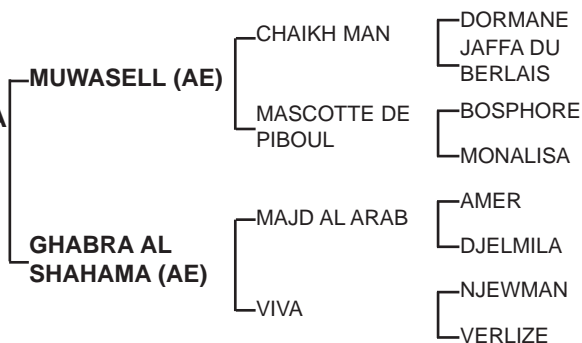 DORMANE
CHAIKH MAN
JAFFA DU
BERLAIS
MUWASELL (AE)
MASCOTTE DE
PIBOUL
BOSPHORE
MONALISA
A
AMER
MAJD AL ARAB
DJELMILA
GHABRA AL
SHAHAMA (AE)
NJEWMAN
VIVA
VERLIZE